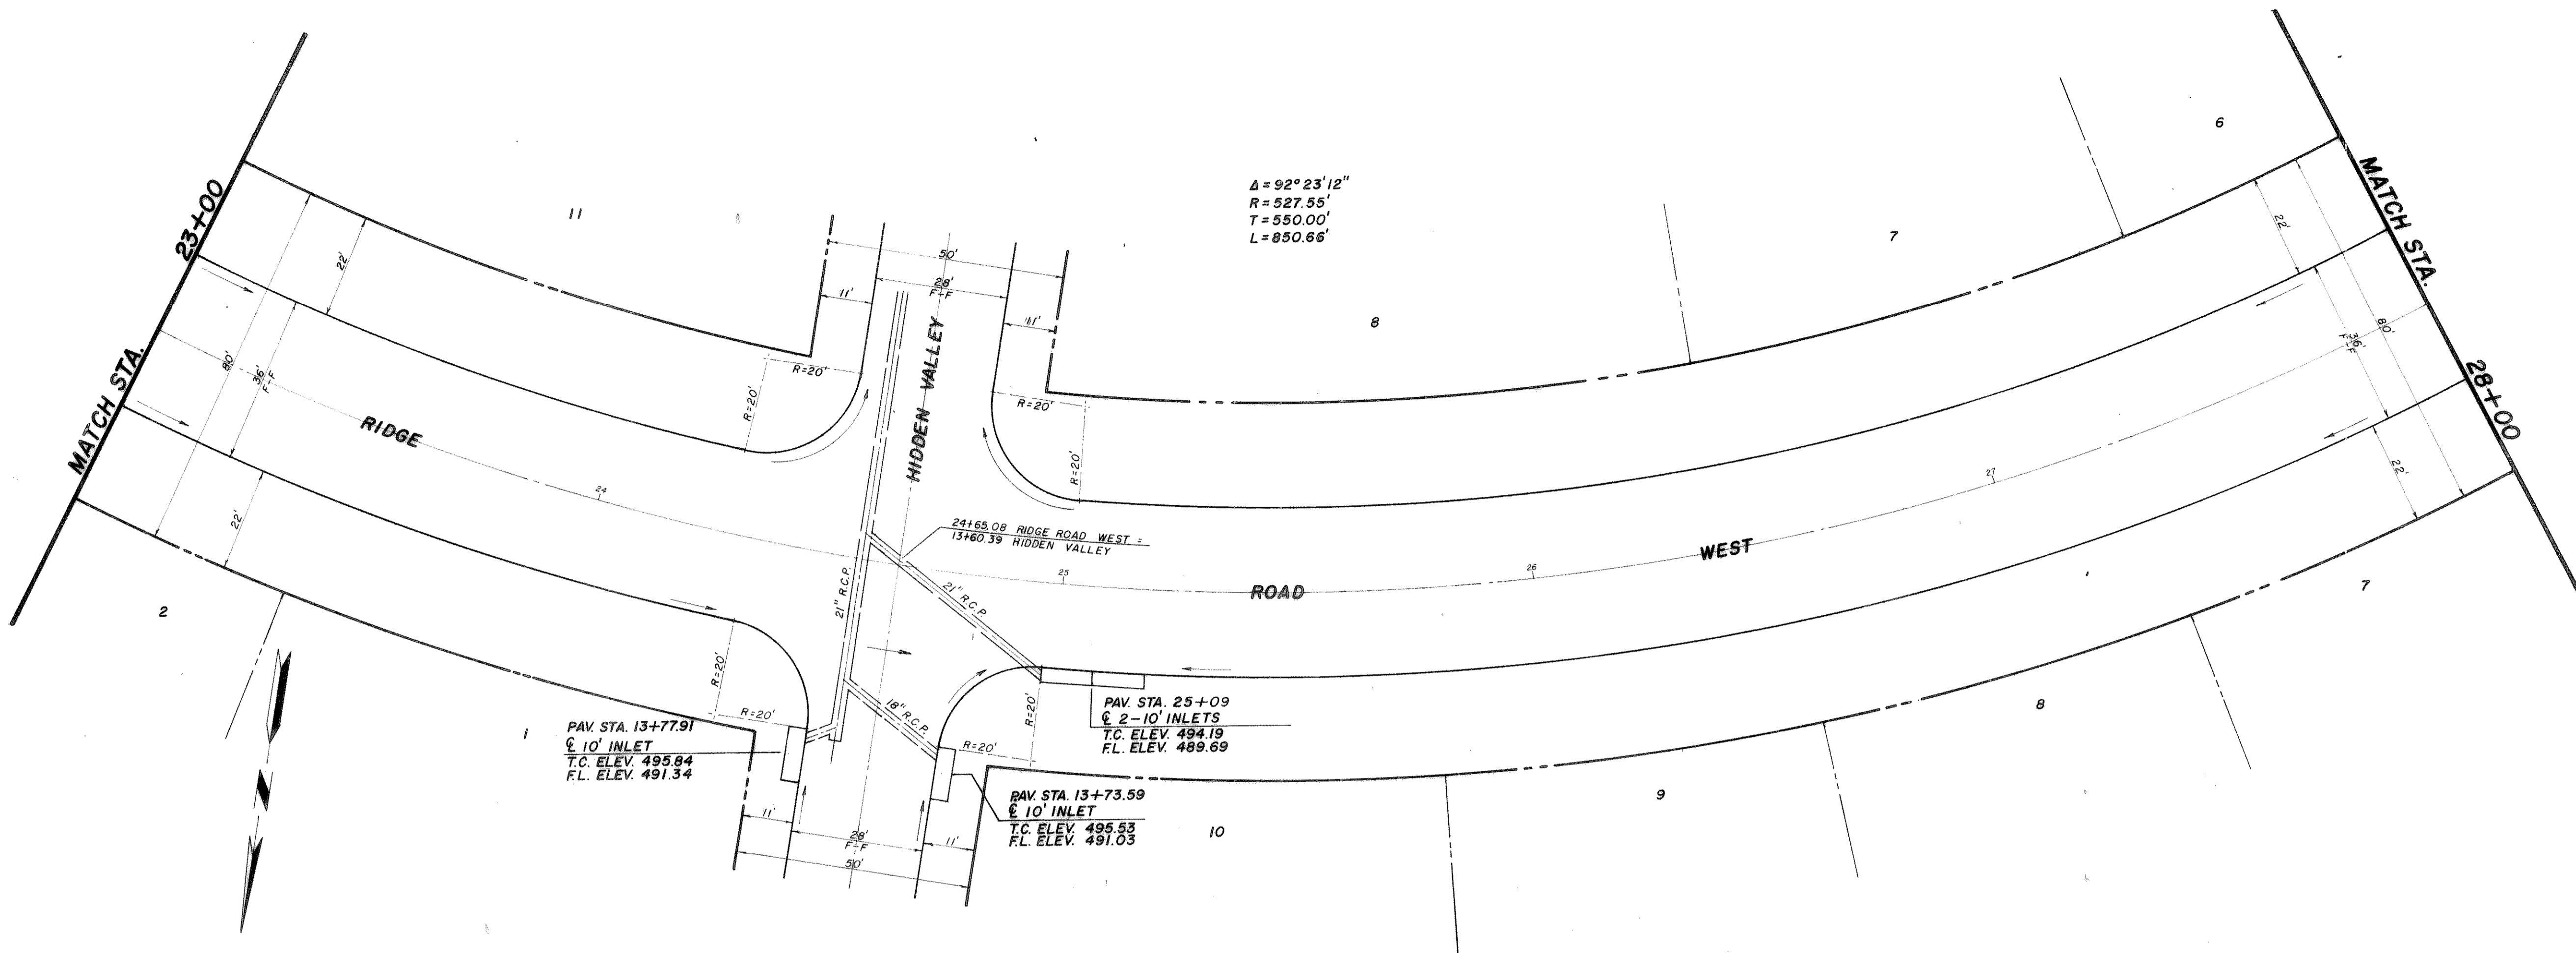 MATCH STA. 23+00
11
22'
80'
36'
F-F
22'
RIDGE
24
2
1
R=20'
R=20'
50'
28'
F-F
11'
11'
HIDDEN VALLEY
R=20'
R=20'
Δ = 92° 23' 12"
R = 527.55'
T = 550.00'
L = 850.66'
8
7
6
MATCH STA. 28+00
22'
36'
F-F
80'
22'
24+65.08 RIDGE ROAD WEST =
13+60.39 HIDDEN VALLEY
21" R.C.P.
21" R.C.P.
18" R.C.P.
25
26
27
ROAD
WEST
R=20'
R=20'
R=20'
R=20'
PAV. STA. 13+77.91
℄ 10' INLET
T.C. ELEV. 495.84
F.L. ELEV. 491.34
PAV. STA. 25+09
℄ 2-10' INLETS
T.C. ELEV. 494.19
F.L. ELEV. 489.69
PAV. STA. 13+73.59
℄ 10' INLET
T.C. ELEV. 495.53
F.L. ELEV. 491.03
11'
28'
F-F
11'
50'
10
9
8
7